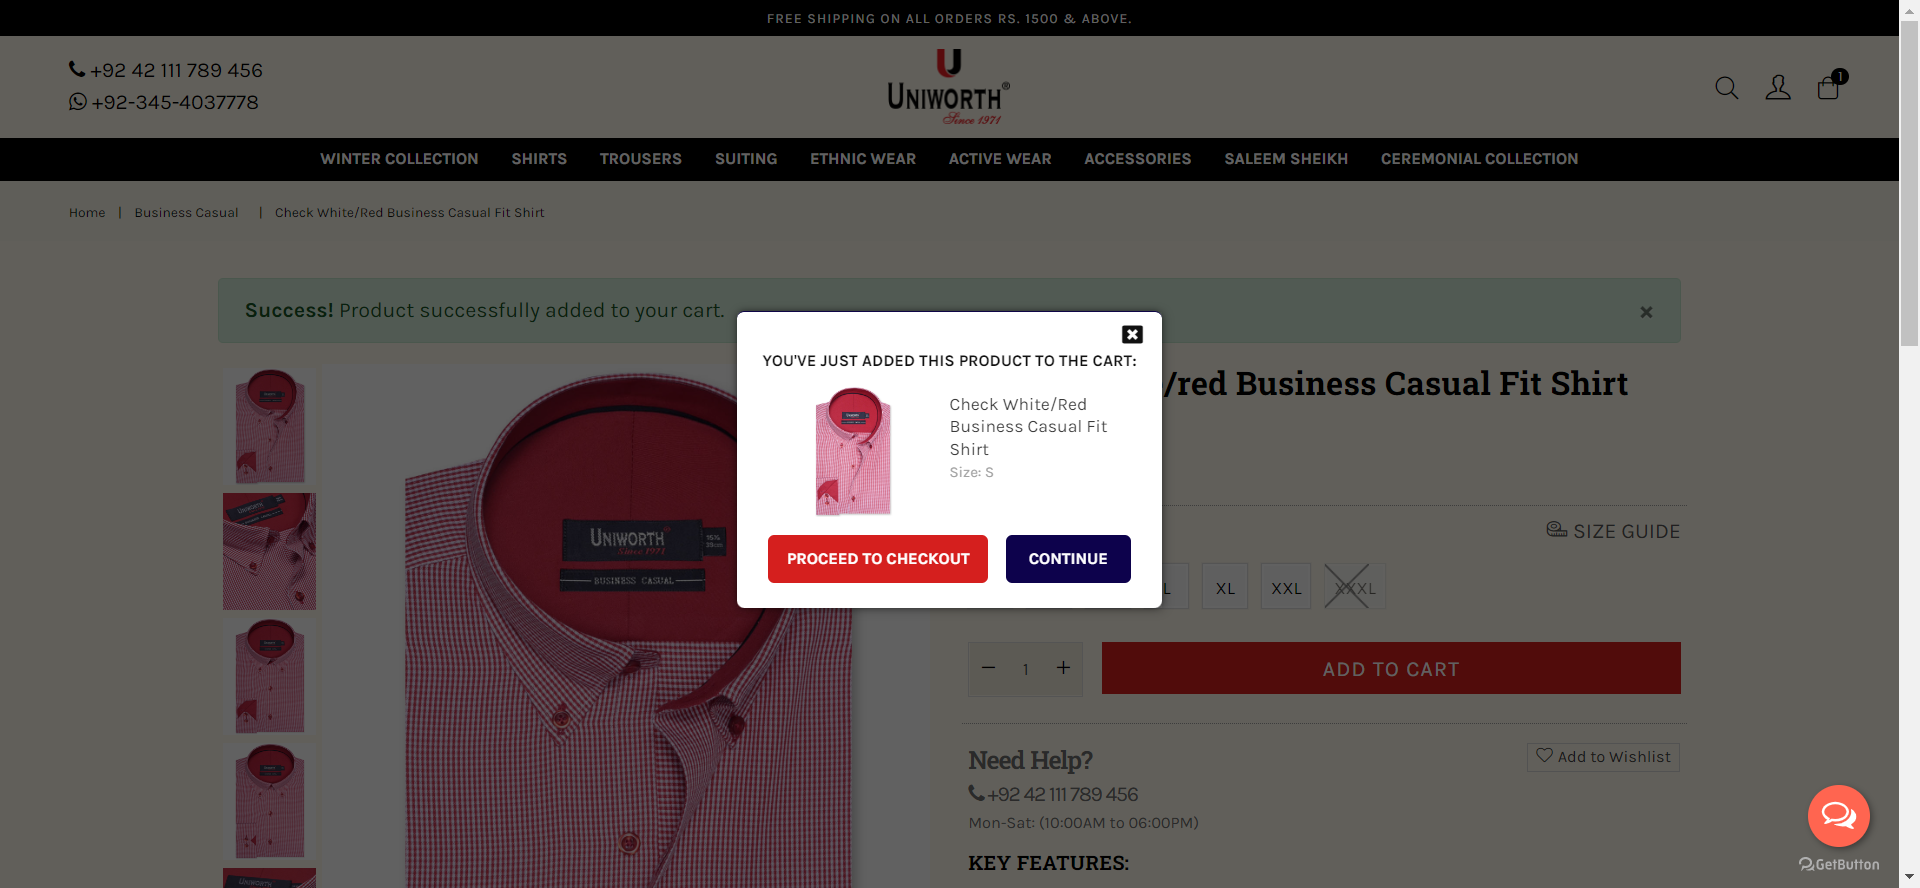 FREE SHIPPING ON ALL ORDERS RS. 1500 & ABOVE.
+92 42 111 789 456
+92-345-4037778
UNIWORTH®
Since 1971
1
WINTER COLLECTION SHIRTS TROUSERS SUITING ETHNIC WEAR ACTIVE WEAR ACCESSORIES SALEEM SHEIKH CEREMONIAL COLLECTION
Home | Business Casual | Check White/Red Business Casual Fit Shirt
Success! Product successfully added to your cart.
YOU'VE JUST ADDED THIS PRODUCT TO THE CART:
Check White/Red
Business Casual Fit
Shirt
Size: S
PROCEED TO CHECKOUT CONTINUE
/red Business Casual Fit Shirt
SIZE GUIDE
L XL XXL XXXL
1
ADD TO CART
Need Help?
Add to Wishlist
+92 42 111 789 456
Mon-Sat: (10:00AM to 06:00PM)
KEY FEATURES:
UNIWORTH
Since 1971
BUSINESS CASUAL
UNIWORTH
GetButton